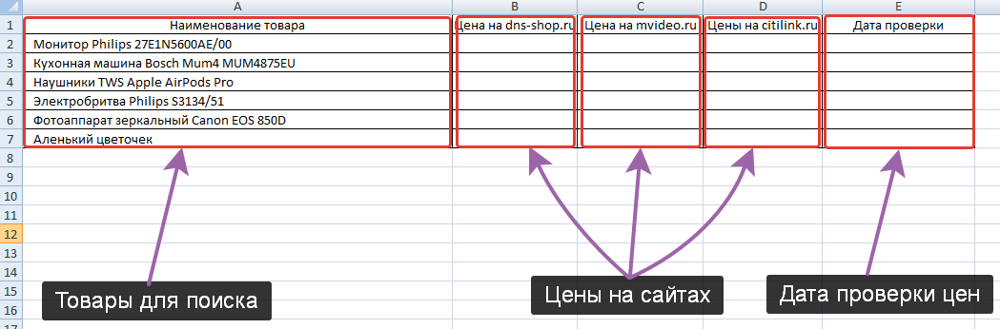 A B C D E
1 Наименование товара Цена на dns-shop.ru Цена на mvideo.ru Цены на citilink.ru Дата проверки
2 Монитор Philips 27E1N5600AE/00
3 Кухонная машина Bosch Mum4 MUM4875EU
4 Наушники TWS Apple AirPods Pro
5 Электробритва Philips S3134/51
6 Фотоаппарат зеркальный Canon EOS 850D
7 Аленький цветочек
8
9
10
11
12
13
14
15
16
17
Товары для поиска
Цены на сайтах
Дата проверки цен